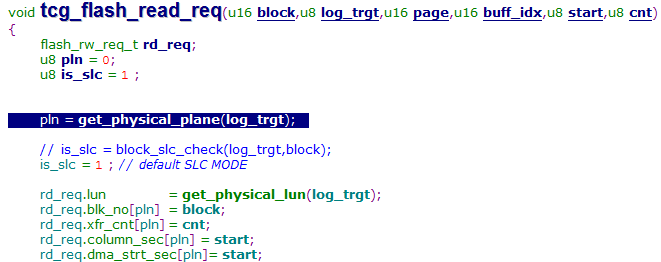 void tcg_flash_read_req(u16 block,u8 log_trgt,u16 page,u16 buff_idx,u8 start,u8 cnt)
{
flash_rw_req_t rd_req;
u8 pln = 0;
u8 is_slc = 1 ;
pln = get_physical_plane(log_trgt);
// is_slc = block_slc_check(log_trgt,block);
is_slc = 1 ; // default SLC MODE
rd_req.lun = get_physical_lun(log_trgt);
rd_req.blk_no[pln] = block;
rd_req.xfr_cnt[pln] = cnt;
rd_req.column_sec[pln] = start;
rd_req.dma_strt_sec[pln]= start;